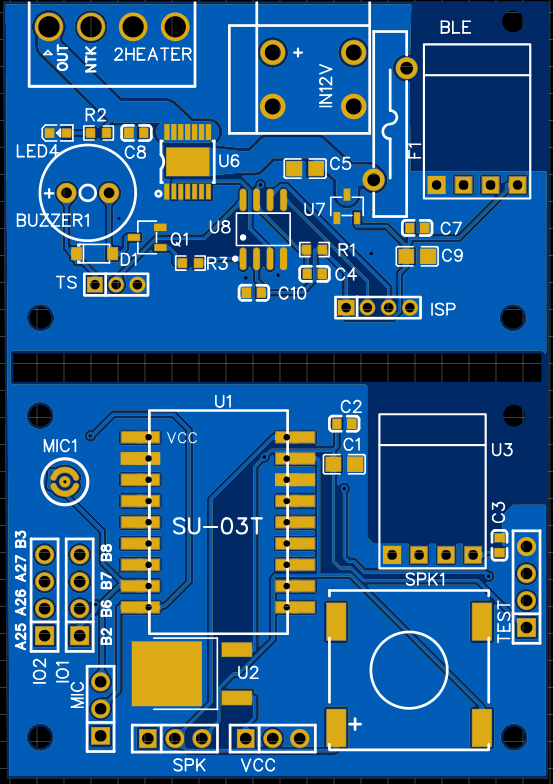 BLE
OUT
NTK
2HEATER
+
IN12V
R2
LED4
C8
U6
C5
F1
+
BUZZER1
U8
U7
Q1
C7
D1
R3
R1
C9
TS
C4
C10
ISP
U1
C2
MIC1
VCC
C1
U3
SU-03T
C3
B3
A27
A26
A25
B8
B7
B6
B2
SPK1
TEST
IO2
IO1
MIC
U2
+
SPK
VCC